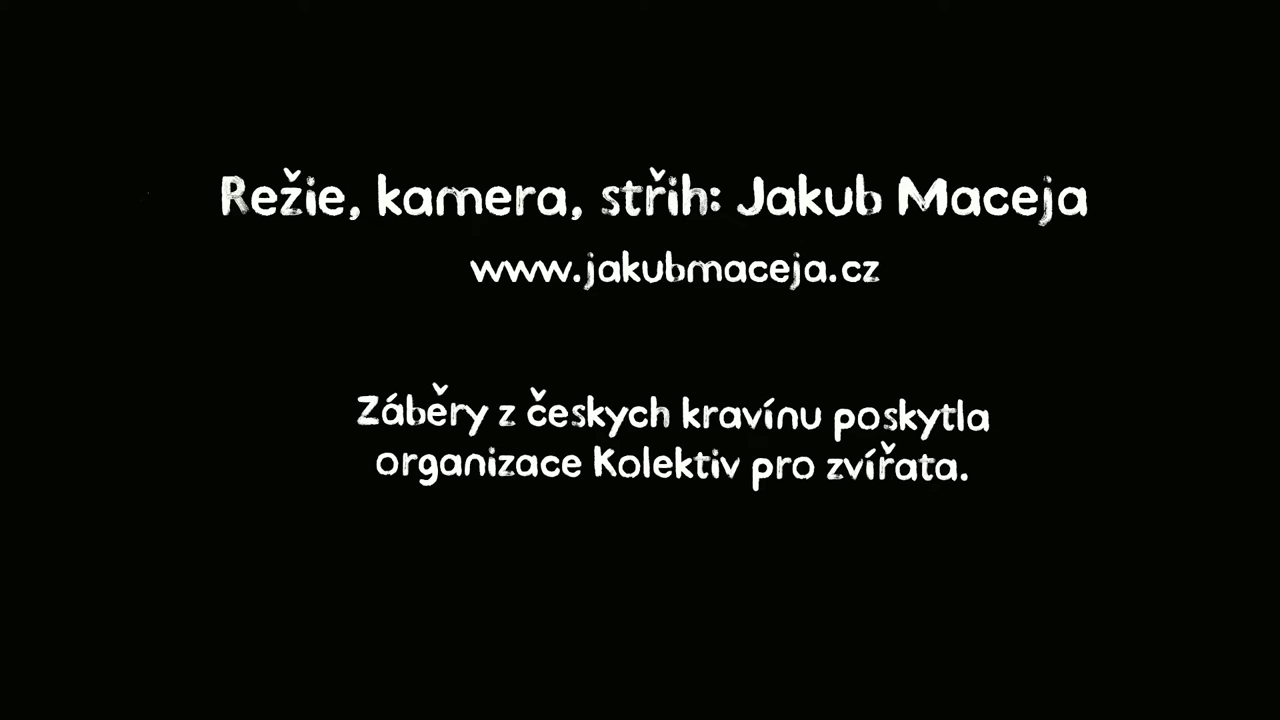 Režie, kamera, střih: Jakub Maceja
www.jakubmaceja.cz
Záběry z českych kravínu poskytla
organizace Kolektiv pro zvířata.